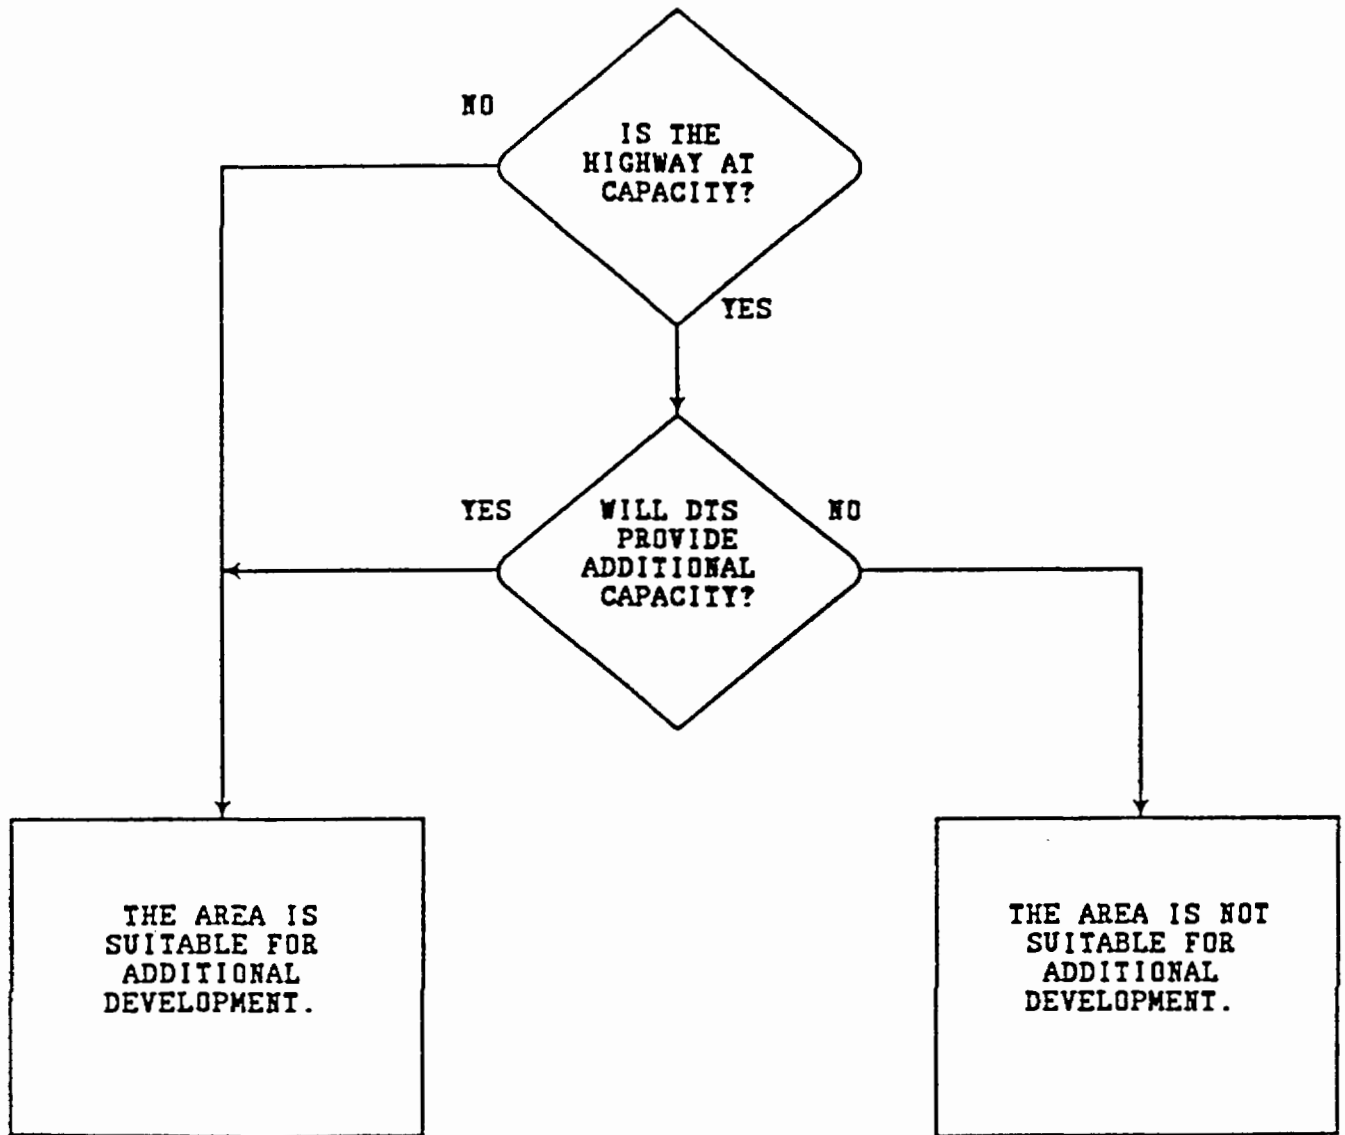 NO
IS THE
HIGHWAY AT
CAPACITY?
YES
YES
WILL DTS
PROVIDE
ADDITIONAL
CAPACITY?
NO
THE AREA IS
SUITABLE FOR
ADDITIONAL
DEVELOPMENT.
THE AREA IS NOT
SUITABLE FOR
ADDITIONAL
DEVELOPMENT.